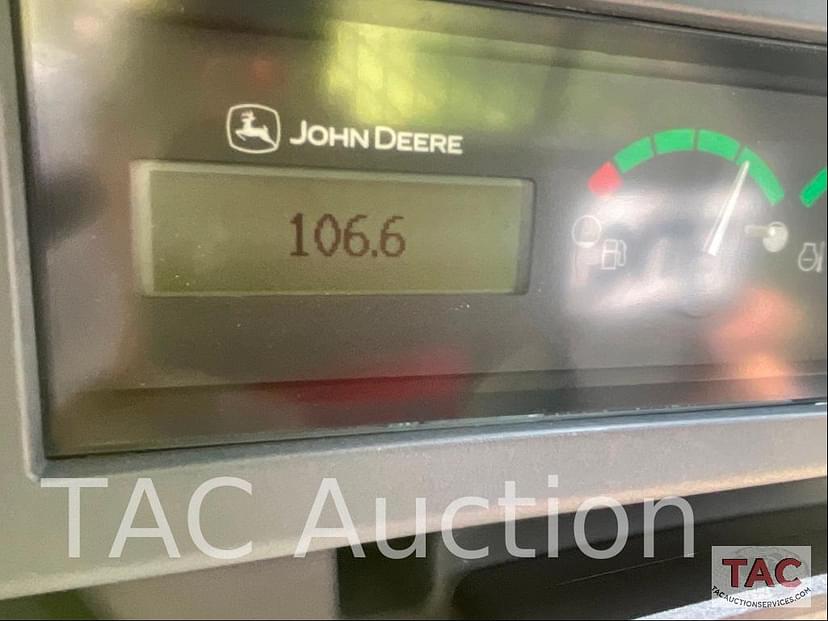 JOHN DEERE
106.6
TAC Auction
TAC
TACAUCTIONSERVICES.COM